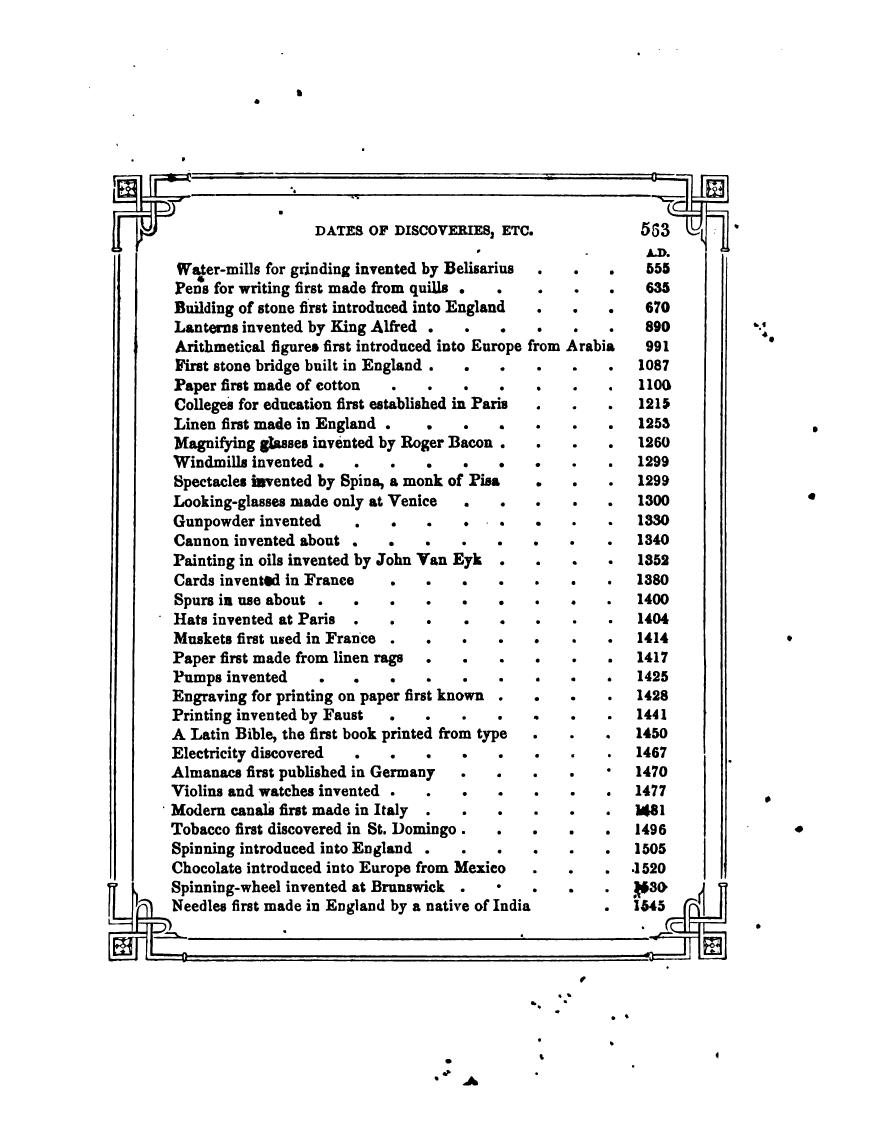 DATES OF DISCOVERIES, ETC. 563
A.D.
Water-mills for grinding invented by Belisarius . . . 555
Pens for writing first made from quills . . . . . 635
Building of stone first introduced into England . . . 670
Lanterns invented by King Alfred . . . . . . 890
Arithmetical figures first introduced into Europe from Arabia 991
First stone bridge built in England . . . . . . 1087
Paper first made of cotton . . . . . . . 1100
Colleges for education first established in Paris . . . 1215
Linen first made in England . . . . . . . 1253
Magnifying glasses invented by Roger Bacon . . . . 1260
Windmills invented . . . . . . . . . 1299
Spectacles invented by Spina, a monk of Pisa . . . 1299
Looking-glasses made only at Venice . . . . . 1300
Gunpowder invented . . . . . . . . 1330
Cannon invented about . . . . . . . . 1340
Painting in oils invented by John Van Eyk . . . . 1352
Cards invented in France . . . . . . . 1380
Spurs in use about . . . . . . . . . 1400
Hats invented at Paris . . . . . . . . 1404
Muskets first used in France . . . . . . . 1414
Paper first made from linen rags . . . . . . 1417
Pumps invented . . . . . . . . . 1425
Engraving for printing on paper first known . . . . 1428
Printing invented by Faust . . . . . . . 1441
A Latin Bible, the first book printed from type . . . 1450
Electricity discovered . . . . . . . . 1467
Almanacs first published in Germany . . . . . 1470
Violins and watches invented . . . . . . . 1477
Modern canals first made in Italy . . . . . . 1481
Tobacco first discovered in St. Domingo . . . . . 1496
Spinning introduced into England . . . . . . 1505
Chocolate introduced into Europe from Mexico . . . 1520
Spinning-wheel invented at Brunswick . . . . . 1530
Needles first made in England by a native of India . 1545